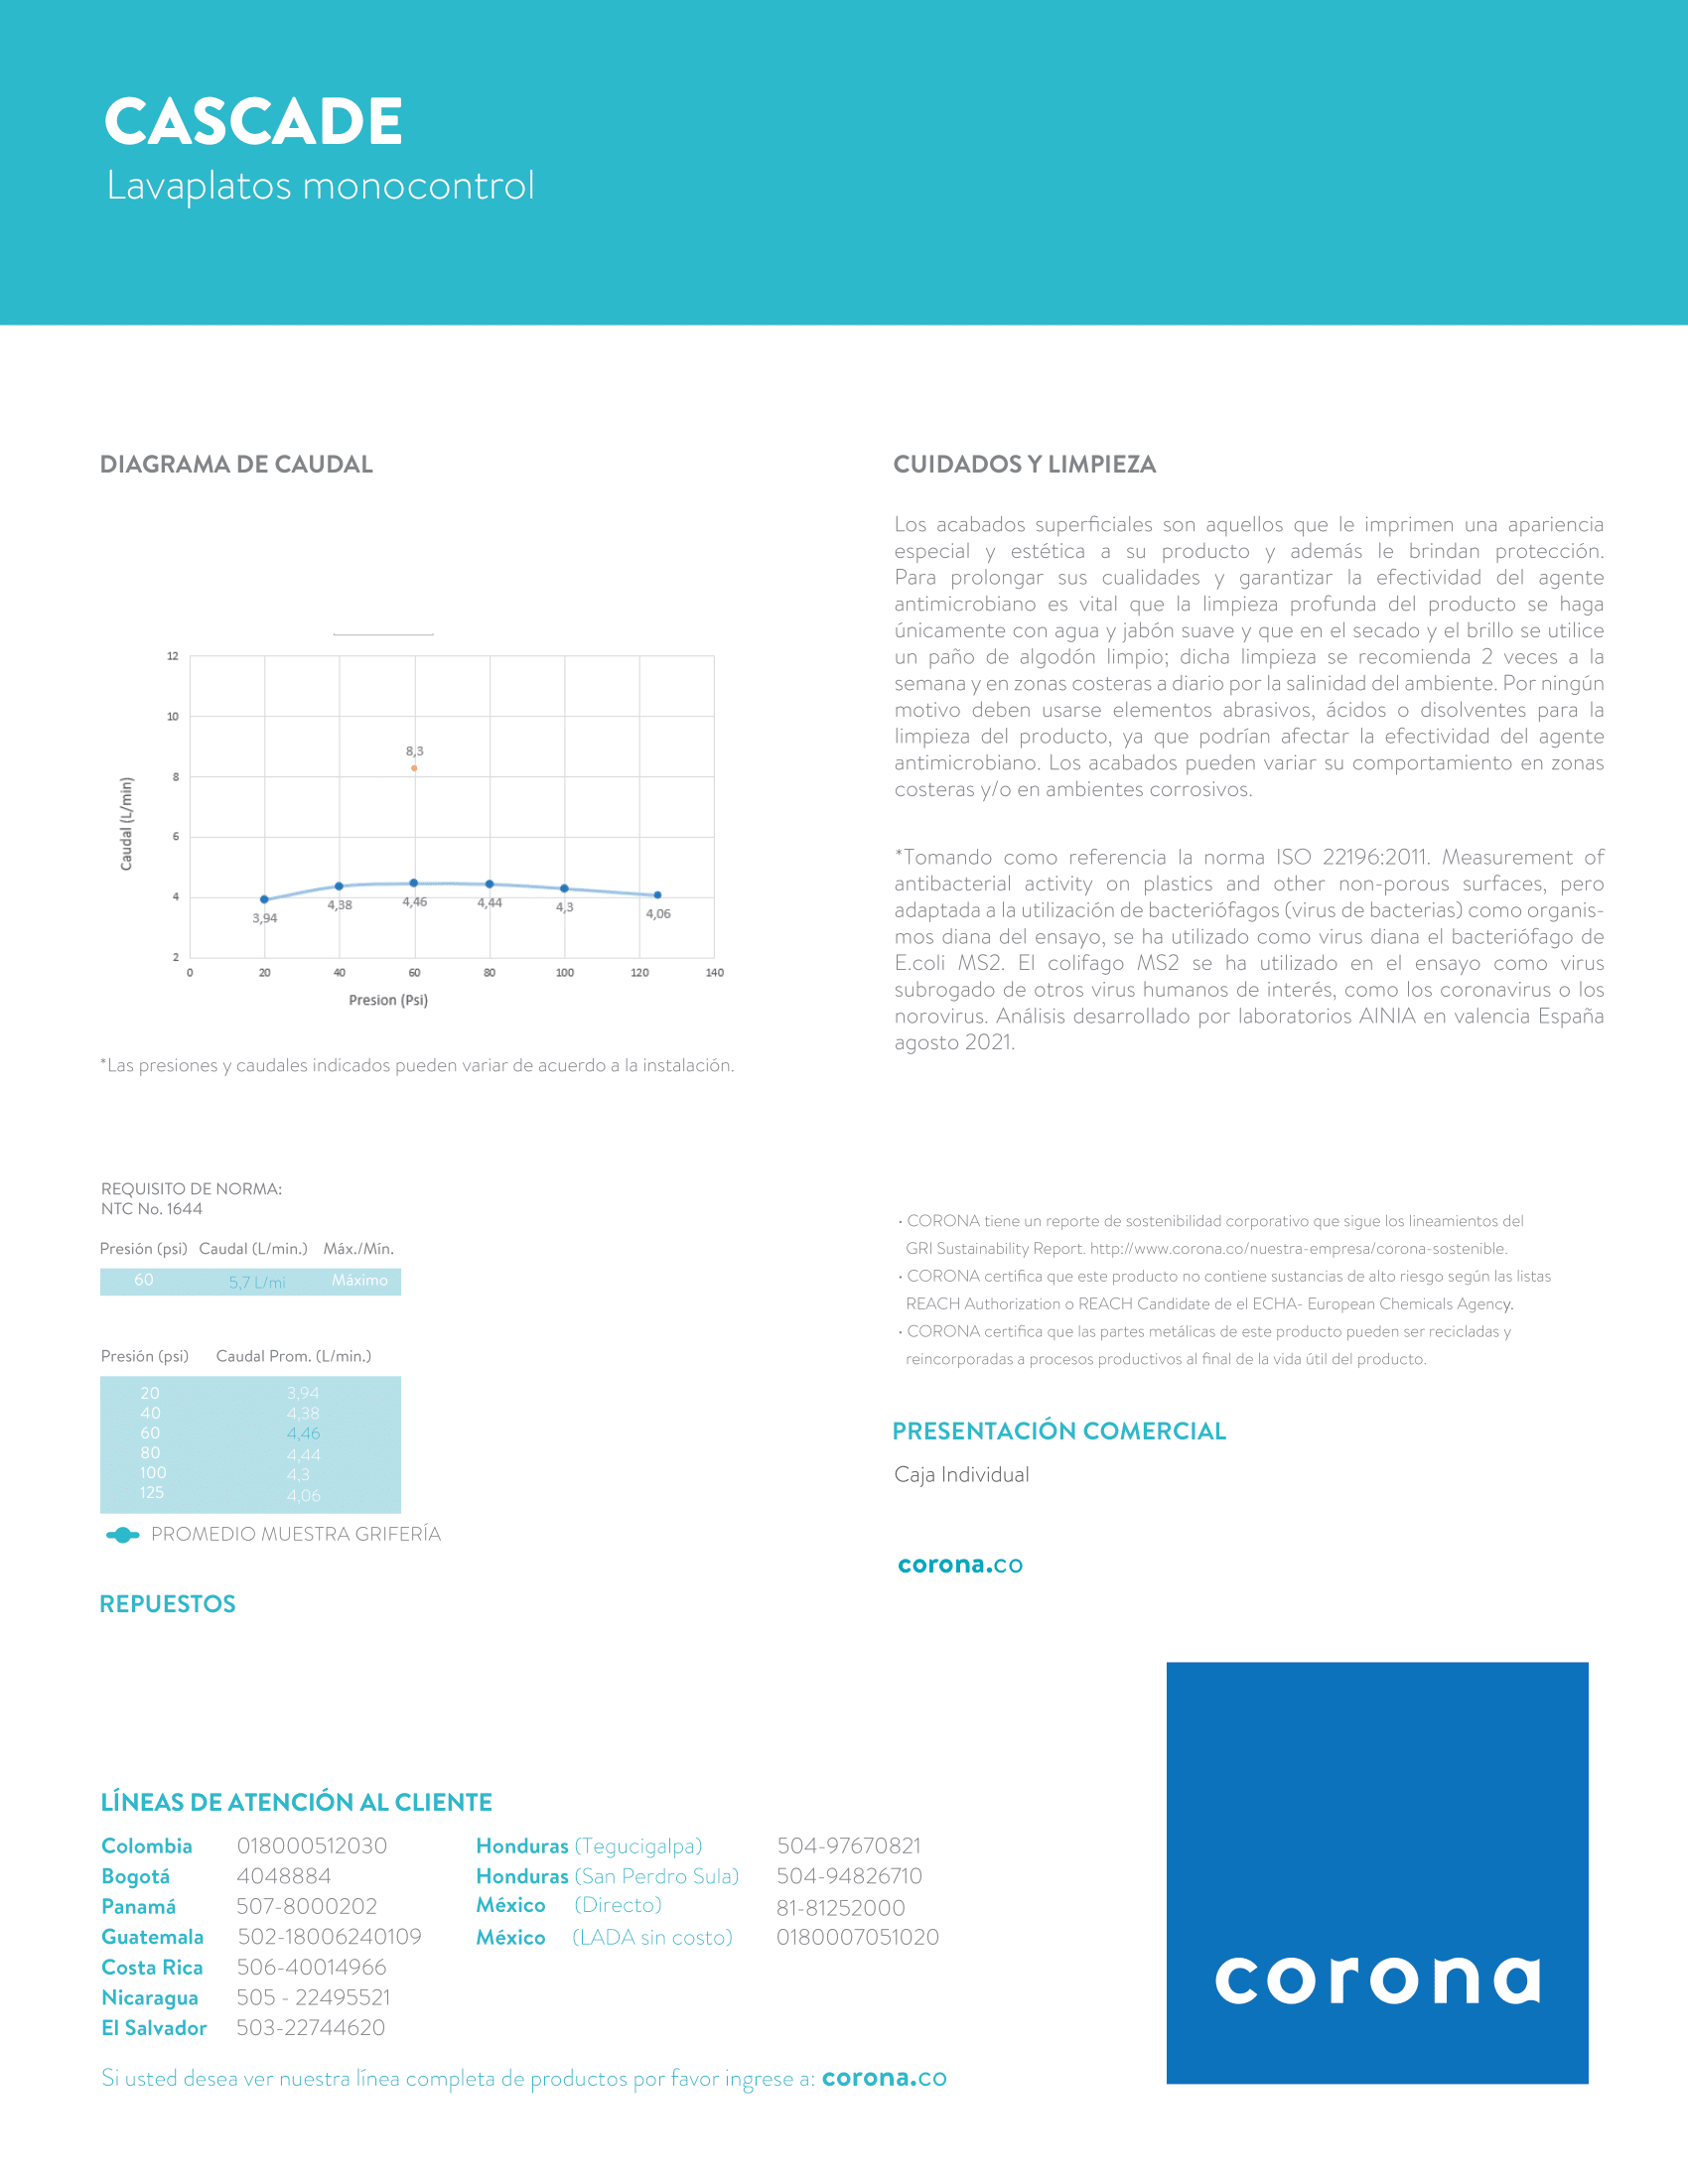 CASCADE
Lavaplatos monocontrol
DIAGRAMA DE CAUDAL
12
10
8
6
4
2
0
20
40
60
80
100
120
140
8,3
3,94
4,38
4,46
4,44
4,3
4,06
Caudal (L/min)
Presion (Psi)
*Las presiones y caudales indicados pueden variar de acuerdo a la instalación.
REQUISITO DE NORMA:
NTC No. 1644
Presión (psi) Caudal (L/min.) Máx./Mín.
60 5,7 L/mi Máximo
Presión (psi) Caudal Prom. (L/min.)
20 3,94
40 4,38
60 4,46
80 4,44
100 4,3
125 4,06
PROMEDIO MUESTRA GRIFERÍA
REPUESTOS
CUIDADOS Y LIMPIEZA
Los acabados superficiales son aquellos que le imprimen una apariencia
especial y estética a su producto y además le brindan protección.
Para prolongar sus cualidades y garantizar la efectividad del agente
antimicrobiano es vital que la limpieza profunda del producto se haga
únicamente con agua y jabón suave y que en el secado y el brillo se utilice
un paño de algodón limpio; dicha limpieza se recomienda 2 veces a la
semana y en zonas costeras a diario por la salinidad del ambiente. Por ningún
motivo deben usarse elementos abrasivos, ácidos o disolventes para la
limpieza del producto, ya que podrían afectar la efectividad del agente
antimicrobiano. Los acabados pueden variar su comportamiento en zonas
costeras y/o en ambientes corrosivos.
*Tomando como referencia la norma ISO 22196:2011. Measurement of
antibacterial activity on plastics and other non-porous surfaces, pero
adaptada a la utilización de bacteriófagos (virus de bacterias) como organis-
mos diana del ensayo, se ha utilizado como virus diana el bacteriófago de
E.coli MS2. El colifago MS2 se ha utilizado en el ensayo como virus
subrogado de otros virus humanos de interés, como los coronavirus o los
norovirus. Análisis desarrollado por laboratorios AINIA en valencia España
agosto 2021.
· CORONA tiene un reporte de sostenibilidad corporativo que sigue los lineamientos del
GRI Sustainability Report. http://www.corona.co/nuestra-empresa/corona-sostenible.
· CORONA certifica que este producto no contiene sustancias de alto riesgo según las listas
REACH Authorization o REACH Candidate de el ECHA- European Chemicals Agency.
· CORONA certifica que las partes metálicas de este producto pueden ser recicladas y
reincorporadas a procesos productivos al final de la vida útil del producto.
PRESENTACIÓN COMERCIAL
Caja Individual
corona.co
LÍNEAS DE ATENCIÓN AL CLIENTE
Colombia 018000512030
Bogotá 4048884
Panamá 507-8000202
Guatemala 502-18006240109
Costa Rica 506-40014966
Nicaragua 505 - 22495521
El Salvador 503-22744620
Honduras (Tegucigalpa) 504-97670821
Honduras (San Perdro Sula) 504-94826710
México (Directo) 81-81252000
México (LADA sin costo) 0180007051020
Si usted desea ver nuestra línea completa de productos por favor ingrese a: corona.co
corona